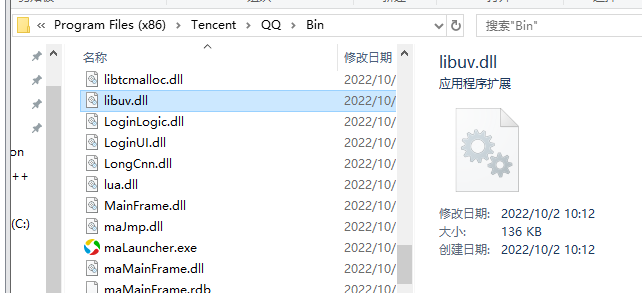 Program Files (x86) › Tencent › QQ › Bin
搜索"Bin"
名称
修改日期
libtcmalloc.dll 2022/10/
libuv.dll 2022/10/
LoginLogic.dll 2022/10/
LoginUI.dll 2022/10/
LongCnn.dll 2022/10/
lua.dll 2022/10/
MainFrame.dll 2022/10/
maJmp.dll 2022/10/
maLauncher.exe 2022/10/
maMainFrame.dll 2022/10/
maMainFrame.rdb 2022/10/
on
++
(C:)
libuv.dll
应用程序扩展
修改日期: 2022/10/2 10:12
大小: 136 KB
创建日期: 2022/10/2 10:12